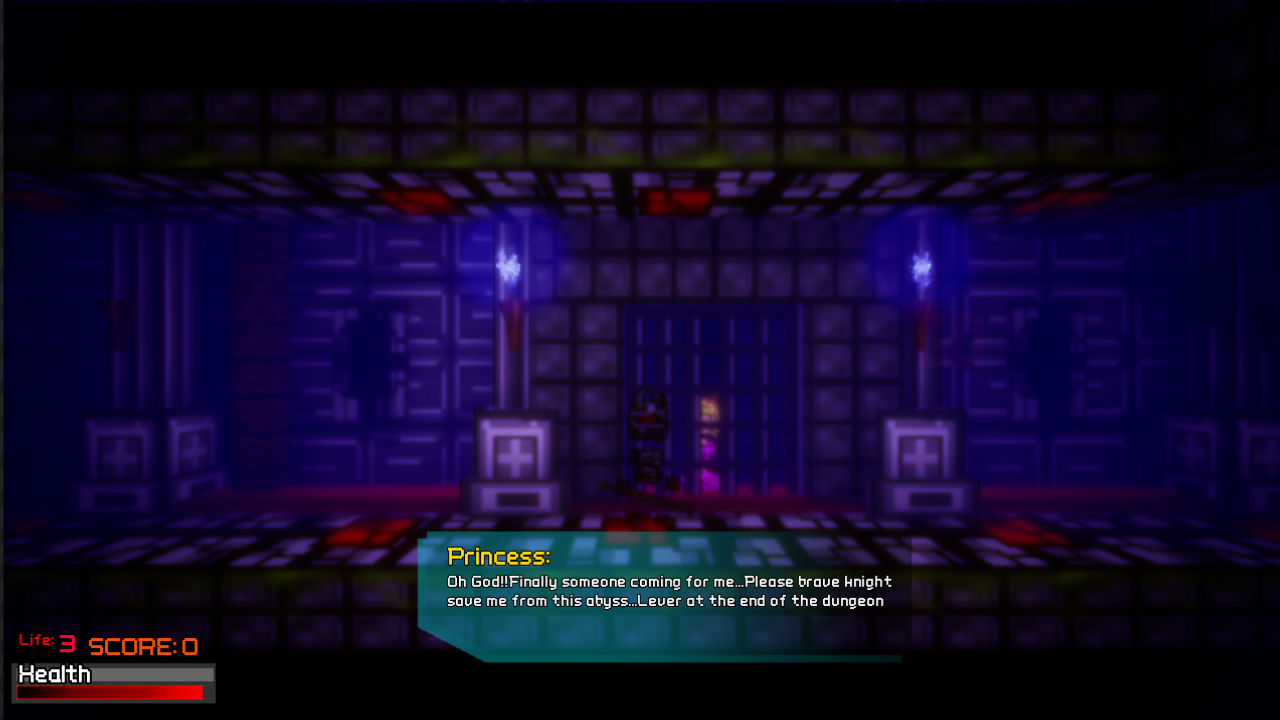 Princess:
Oh God!!Finally someone coming for me...Please brave knight
save me from this abyss...Lever at the end of the dungeon
Life: 3 SCORE: 0
Health